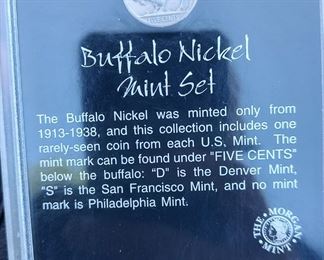 FIVE CENTS
Buffalo Nickel
Mint Set
The Buffalo Nickel was minted only from
1913-1938, and this collection includes one
rarely-seen coin from each U,S, Mint. The
mint mark can be found under "FIVE CENTS"
below the buffalo: "D" is the Denver Mint,
"S" is the San Francisco Mint, and no mint
mark is Philadelphia Mint.
THE MORGAN MINT